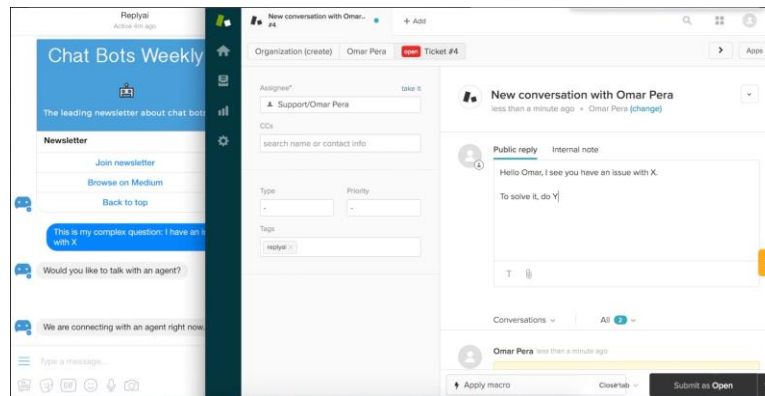 Replyai
Active 4m ago
Chat Bots Weekly
The leading newsletter about chat bots
Newsletter
Join newsletter
Browse on Medium
Back to top
This is my complex question: I have an i
with X
Would you like to talk with an agent?
We are connecting with an agent right now.
Type a message...
GIF
New conversation with Omar..
#4
+ Add
Organization (create)
Omar Pera
open Ticket #4
Apps
Assignee*
take it
Support/Omar Pera
CCs
search name or contact info
Type
Priority
-
-
Tags
replyai ×
New conversation with Omar Pera
less than a minute ago • Omar Pera (change)
Public reply
Internal note
Hello Omar, I see you have an issue with X.
To solve it, do Y
T
Conversations
All 2
Omar Pera less than a minute ago
Apply macro
Close tab
Submit as Open